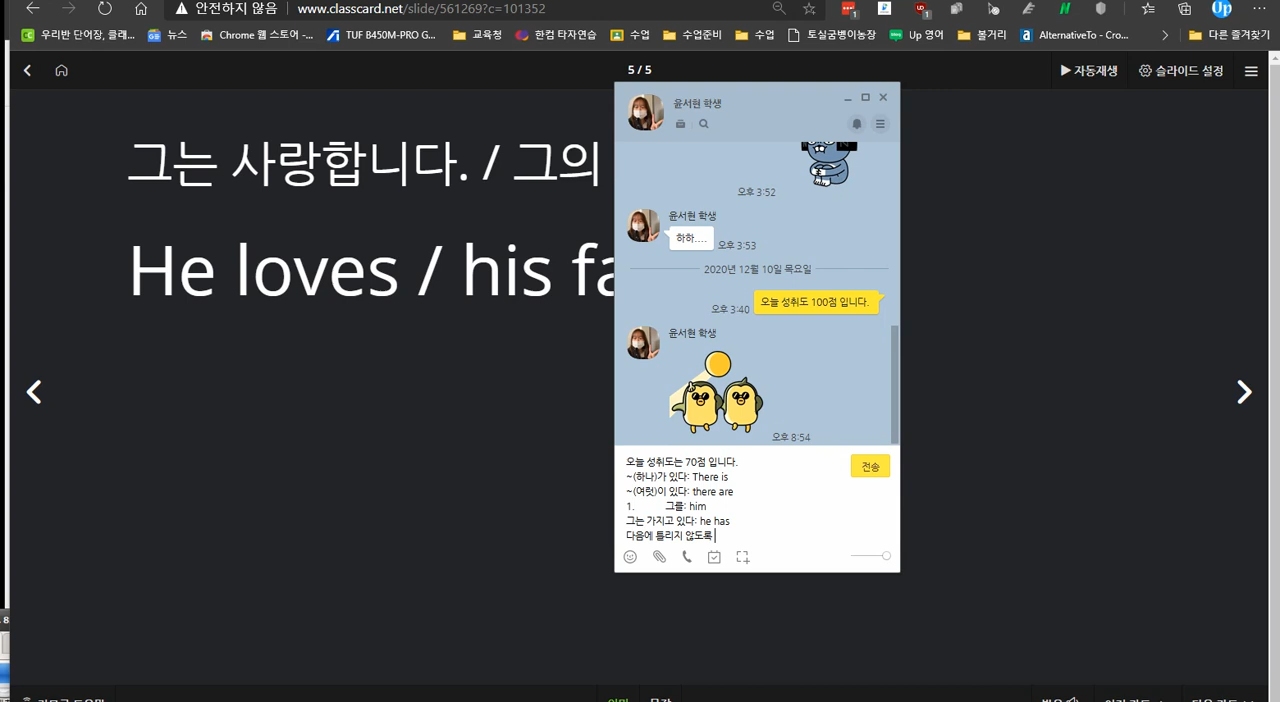 안전하지 않음 www.classcard.net/slide/561269?c=101352
우리반 단어장, 클래... 뉴스 Chrome 웹 스토어 -... TUF B450M-PRO G... 교육청 한컴 타자연습 수업 수업준비 수업 토실굼벵이농장 Up 영어 볼거리 AlternativeTo - Cro... 다른 즐겨찾기
5 / 5 자동재생 슬라이드 설정
그는 사랑합니다. / 그의
He loves / his fa
윤서현 학생
오후 3:52
윤서현 학생
하하.... 오후 3:53
2020년 12월 10일 목요일
오후 3:40 오늘 성취도 100점 입니다.
윤서현 학생
오후 8:54
오늘 성취도는 70점 입니다.
전송
~(하나)가 있다: There is
~(여럿)이 있다: there are
1. 그를: him
그는 가지고 있다: he has
다음에 틀리지 않도록